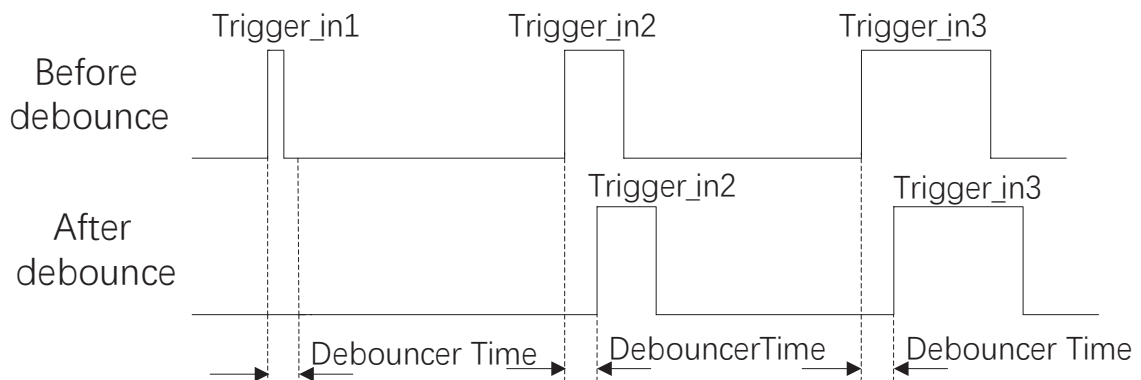 Trigger_in1
Trigger_in2
Trigger_in3
Before
debounce
Trigger_in2
Trigger_in3
After
debounce
Debouncer Time
DebouncerTime
Debouncer Time